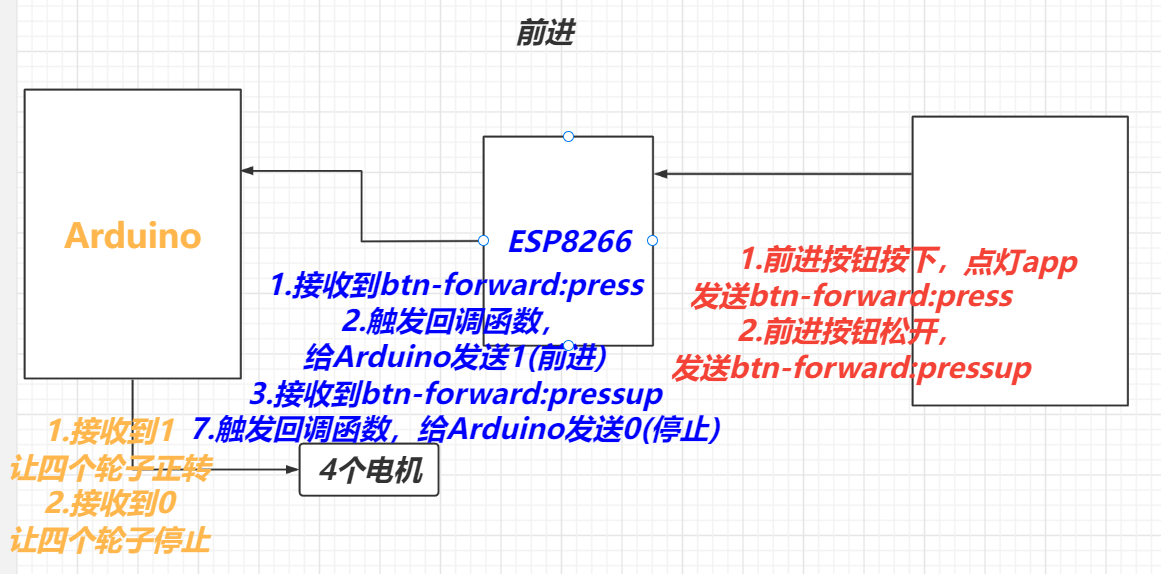 前进
Arduino
ESP8266
1.接收到btn-forward:press
2.触发回调函数，
给Arduino发送1(前进)
3.接收到btn-forward:pressup
7.触发回调函数，给Arduino发送0(停止)
1.前进按钮按下，点灯app
发送btn-forward:press
2.前进按钮松开，
发送btn-forward:pressup
1.接收到1
让四个轮子正转
2.接收到0
让四个轮子停止
4个电机